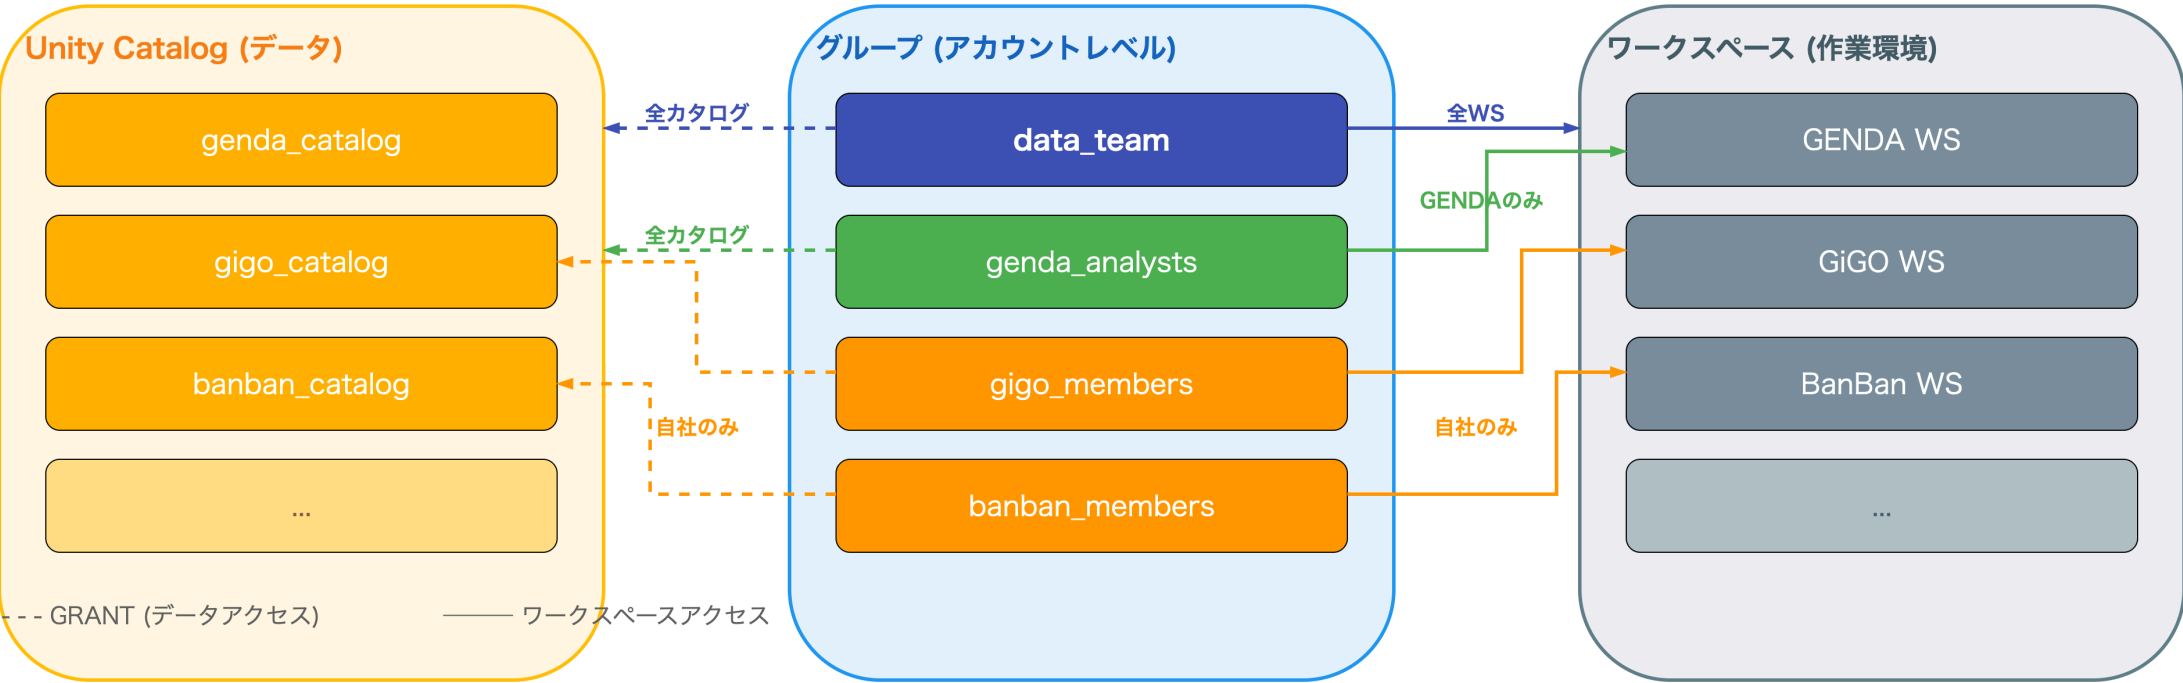 Unity Catalog (データ)
genda_catalog
gigo_catalog
banban_catalog
...
--- GRANT (データアクセス)
ワークスペースアクセス
全カタログ
全カタログ
自社のみ
グループ (アカウントレベル)
data_team
genda_analysts
gigo_members
banban_members
全WS
GENDAのみ
自社のみ
ワークスペース (作業環境)
GENDA WS
GiGO WS
BanBan WS
...